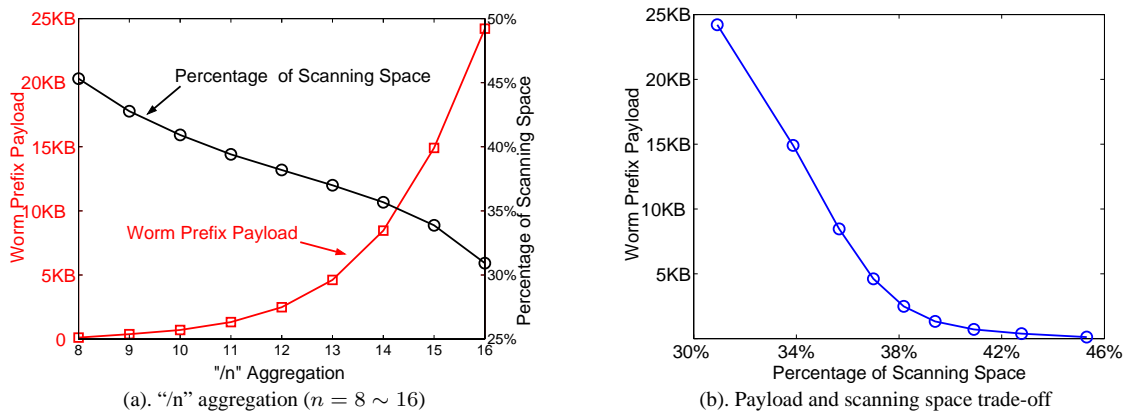 25KB
20KB
15KB
10KB
5KB
0
Worm Prefix Payload
50%
45%
40%
35%
30%
25%
Percentage of Scanning Space
Percentage of Scanning Space
Worm Prefix Payload
8 9 10 11 12 13 14 15 16
"/n" Aggregation
(a). “/n” aggregation (n = 8 ∼ 16)
25KB
20KB
15KB
10KB
5KB
Worm Prefix Payload
30% 34% 38% 42% 46%
Percentage of Scanning Space
(b). Payload and scanning space trade-off